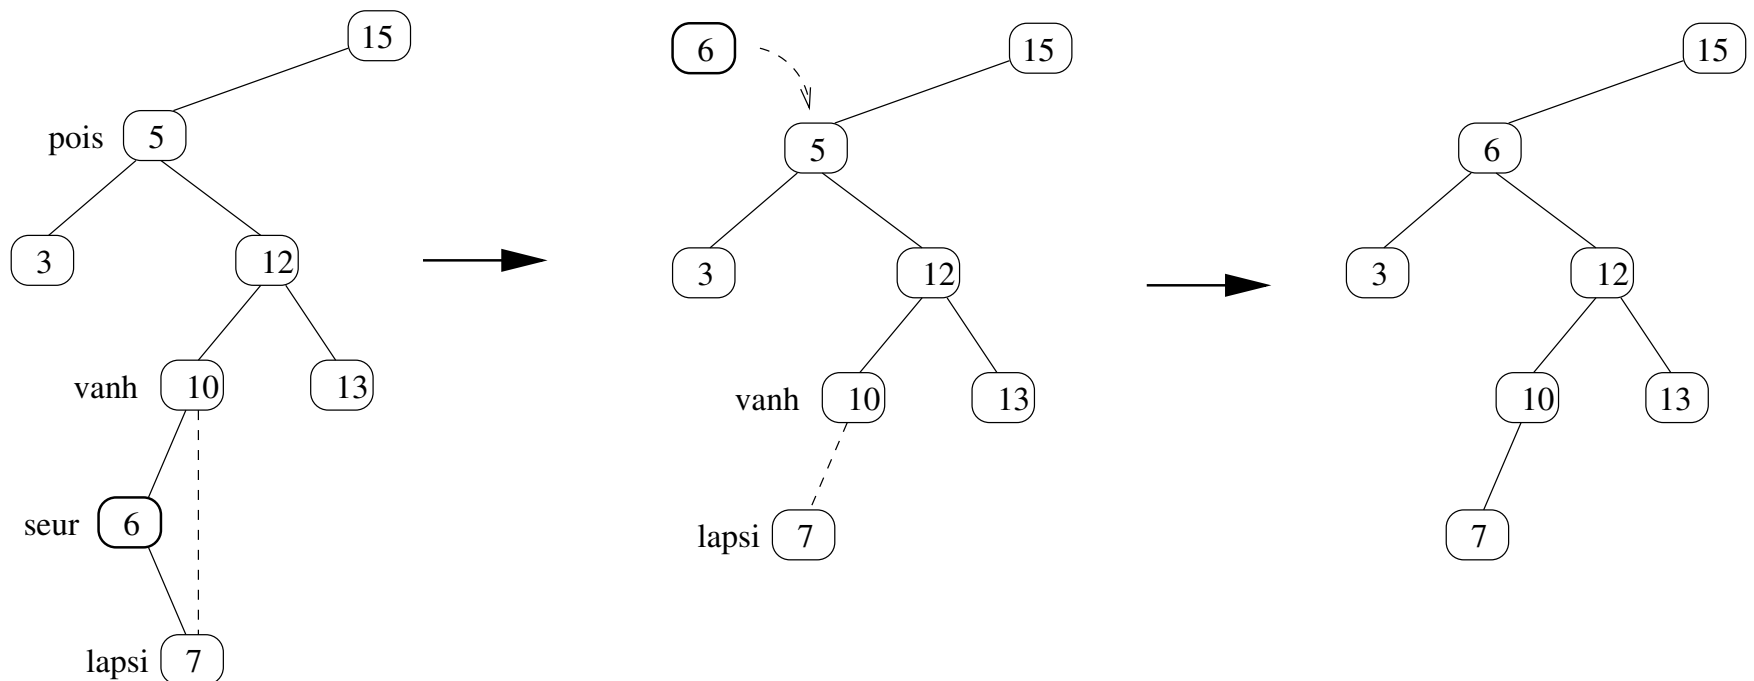 15 6 15 15
pois 5 5 6
3 12 3 12 3 12
vanh 10 13 vanh 10 13 10 13
seur 6 lapsi 7 7
lapsi 7